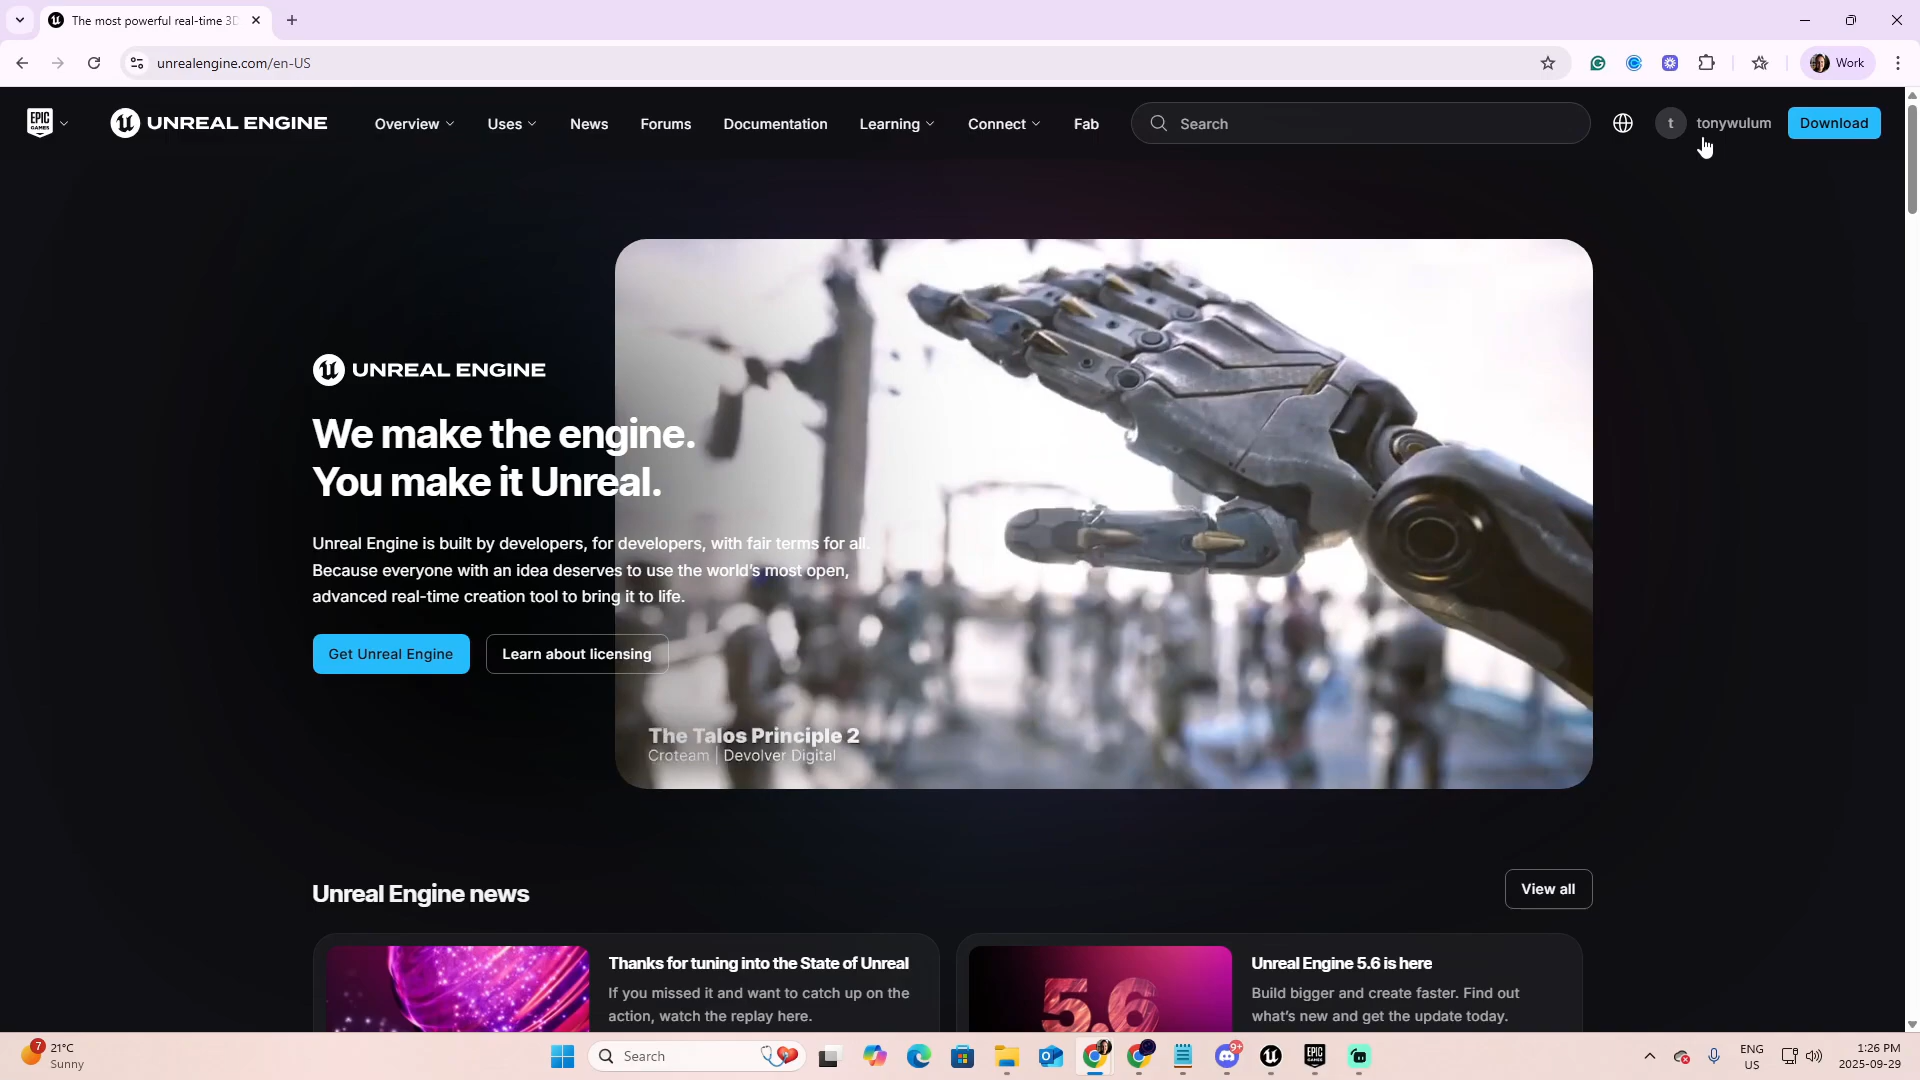 The most powerful real-time 3D
unrealengine.com/en-US
Work
EPIC GAMES
UNREAL ENGINE
Overview
Uses
News
Forums
Documentation
Learning
Connect
Fab
Search
t
tonywulum
Download
UNREAL ENGINE
We make the engine.
You make it Unreal.
Unreal Engine is built by developers, for developers, with fair terms for all.
Because everyone with an idea deserves to use the world's most open,
advanced real-time creation tool to bring it to life.
Get Unreal Engine
Learn about licensing
The Talos Principle 2
Croteam | Devolver Digital
Unreal Engine news
View all
Thanks for tuning into the State of Unreal
If you missed it and want to catch up on the
action, watch the replay here.
5.6
Unreal Engine 5.6 is here
Build bigger and create faster. Find out
what's new and get the update today.
7
21°C
Sunny
Search
9+
EPIC GAMES
ENG
US
1:26 PM
2025-09-29